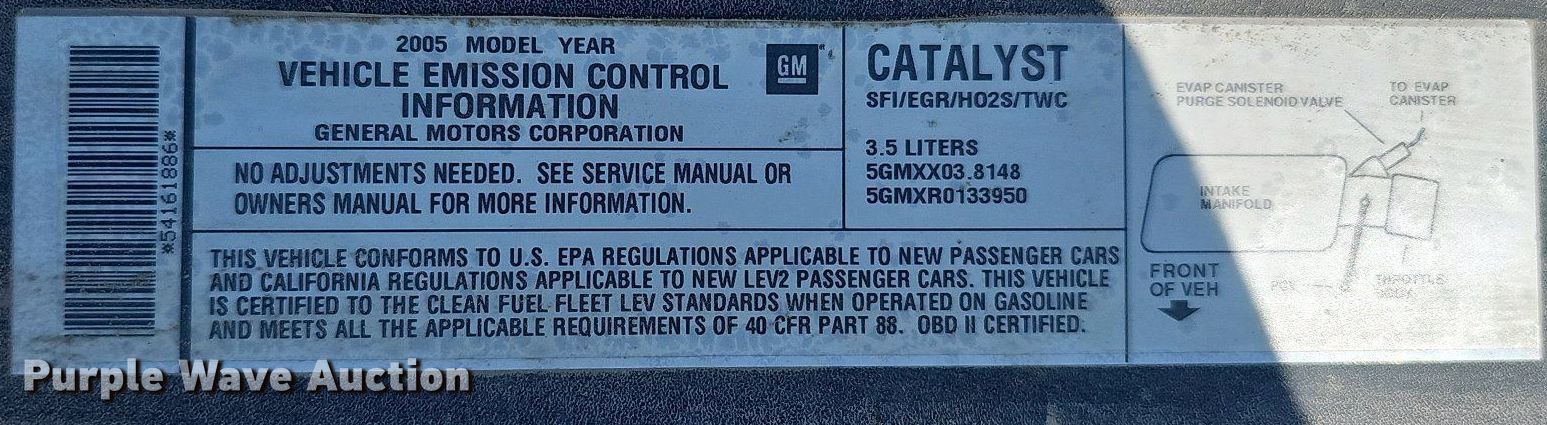 *54161886*
2005 MODEL YEAR
VEHICLE EMISSION CONTROL
INFORMATION
GENERAL MOTORS CORPORATION
GM
NO ADJUSTMENTS NEEDED. SEE SERVICE MANUAL OR
OWNERS MANUAL FOR MORE INFORMATION.
CATALYST
SFI/EGR/HO2S/TWC
3.5 LITERS
5GMXX03.8148
5GMXR0133950
THIS VEHICLE CONFORMS TO U.S. EPA REGULATIONS APPLICABLE TO NEW PASSENGER CARS
AND CALIFORNIA REGULATIONS APPLICABLE TO NEW LEV2 PASSENGER CARS. THIS VEHICLE
IS CERTIFIED TO THE CLEAN FUEL FLEET LEV STANDARDS WHEN OPERATED ON GASOLINE
AND MEETS ALL THE APPLICABLE REQUIREMENTS OF 40 CFR PART 88. OBD II CERTIFIED.
EVAP CANISTER
PURGE SOLENOID VALVE
TO EVAP
CANISTER
INTAKE
MANIFOLD
FRONT
OF VEH
THROTTLE
BODY
Purple Wave Auction